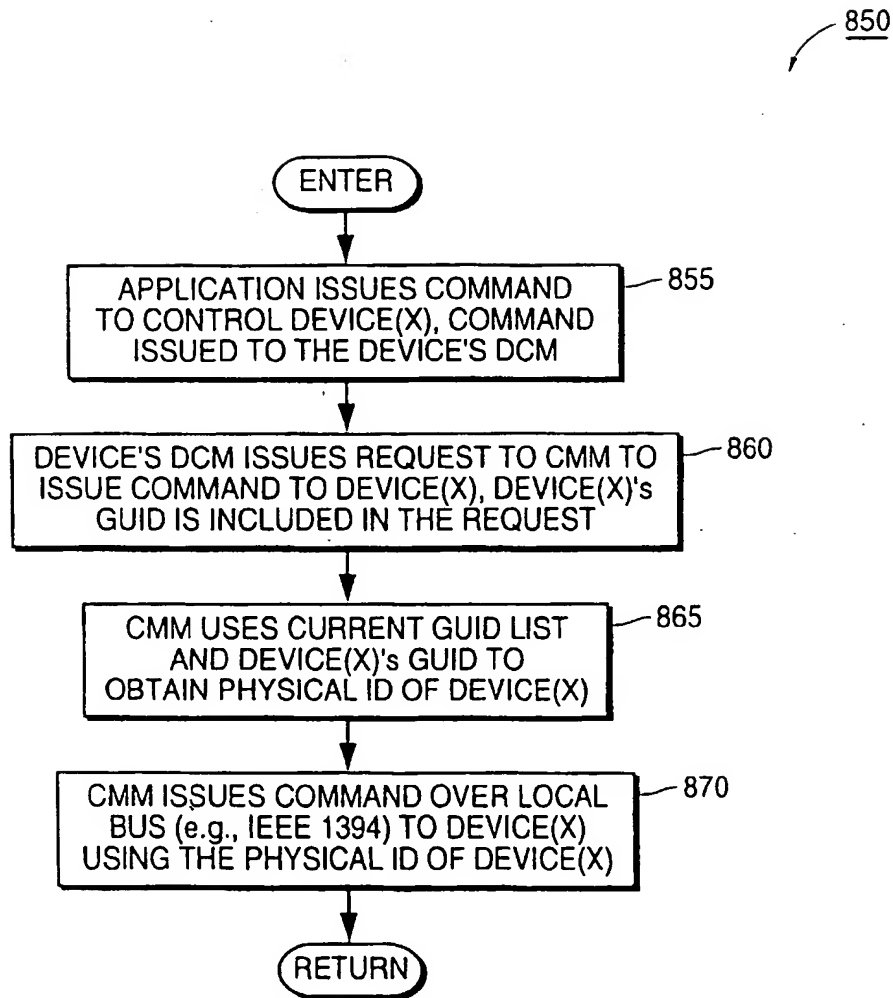 850
ENTER
APPLICATION ISSUES COMMAND
TO CONTROL DEVICE(X), COMMAND
ISSUED TO THE DEVICE'S DCM
855
DEVICE'S DCM ISSUES REQUEST TO CMM TO
ISSUE COMMAND TO DEVICE(X), DEVICE(X)'s
GUID IS INCLUDED IN THE REQUEST
860
CMM USES CURRENT GUID LIST
AND DEVICE(X)'s GUID TO
OBTAIN PHYSICAL ID OF DEVICE(X)
865
CMM ISSUES COMMAND OVER LOCAL
BUS (e.g., IEEE 1394) TO DEVICE(X)
USING THE PHYSICAL ID OF DEVICE(X)
870
RETURN